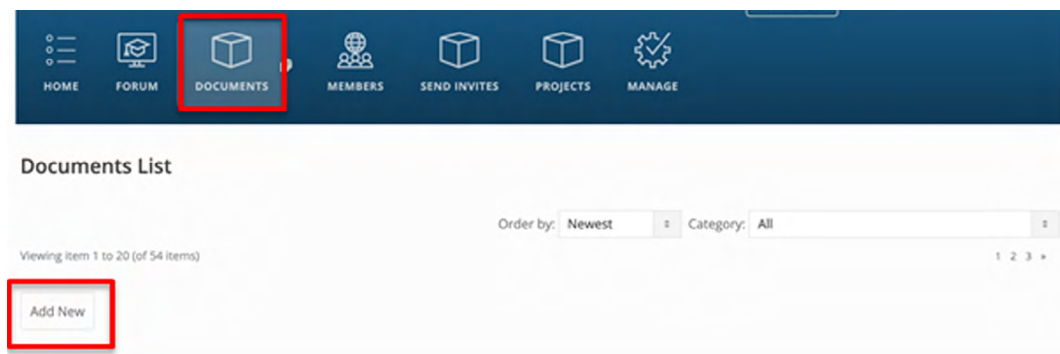 HOME FORUM DOCUMENTS MEMBERS SEND INVITES PROJECTS MANAGE
Documents List
Order by: Newest Category: All
Viewing item 1 to 20 (of 54 items) 1 2 3 »
Add New